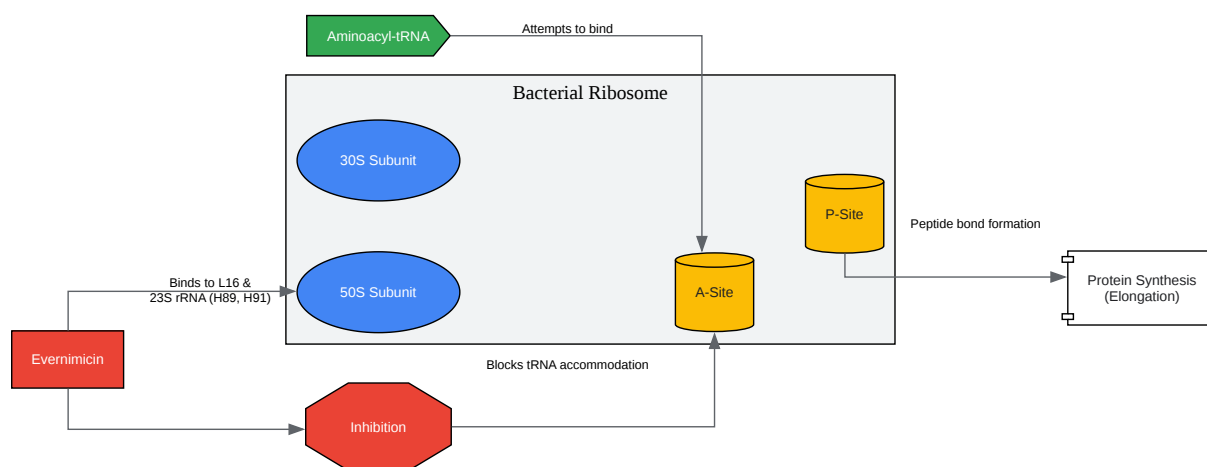 Aminoacyl-tRNA
Attempts to bind
Bacterial Ribosome
30S Subunit
P-Site
Peptide bond formation
Binds to L16 &
23S rRNA (H89, H91)
50S Subunit
A-Site
Protein Synthesis
(Elongation)
Evernimicin
Blocks tRNA accommodation
Inhibition